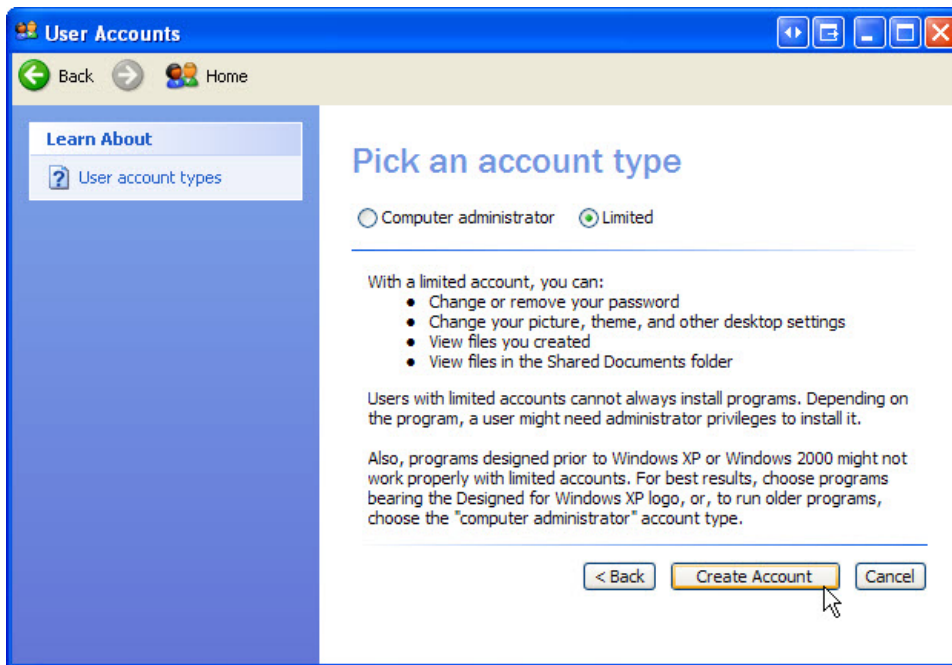 User Accounts
Back Home
Learn About
User account types
Pick an account type
Computer administrator Limited
With a limited account, you can:
• Change or remove your password
• Change your picture, theme, and other desktop settings
• View files you created
• View files in the Shared Documents folder
Users with limited accounts cannot always install programs. Depending on
the program, a user might need administrator privileges to install it.
Also, programs designed prior to Windows XP or Windows 2000 might not
work properly with limited accounts. For best results, choose programs
bearing the Designed for Windows XP logo, or, to run older programs,
choose the "computer administrator" account type.
< Back Create Account Cancel